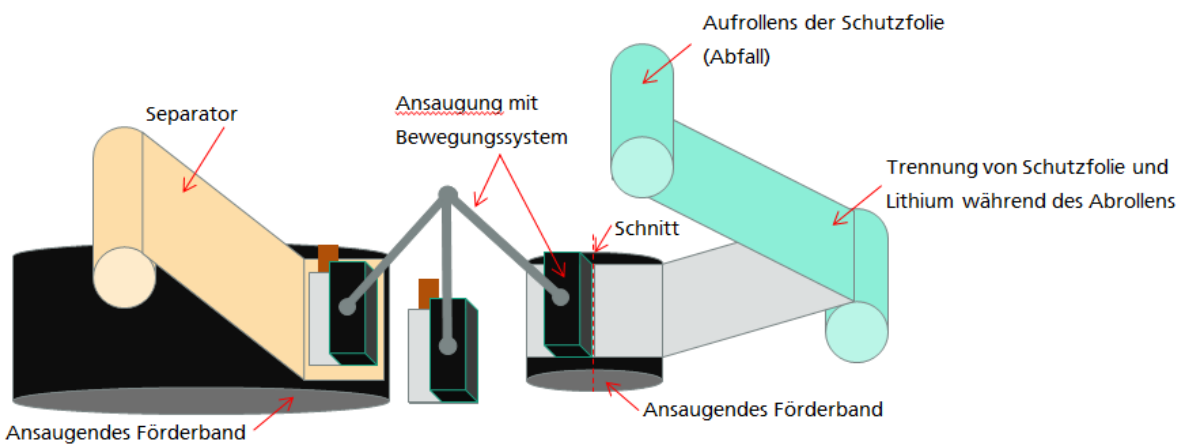 Aufrollens der Schutzfolie
(Abfall)
Ansaugung mit
Bewegungssystem
Separator
Trennung von Schutzfolie und
Lithium während des Abrollens
Schnitt
Ansaugendes Förderband
Ansaugendes Förderband